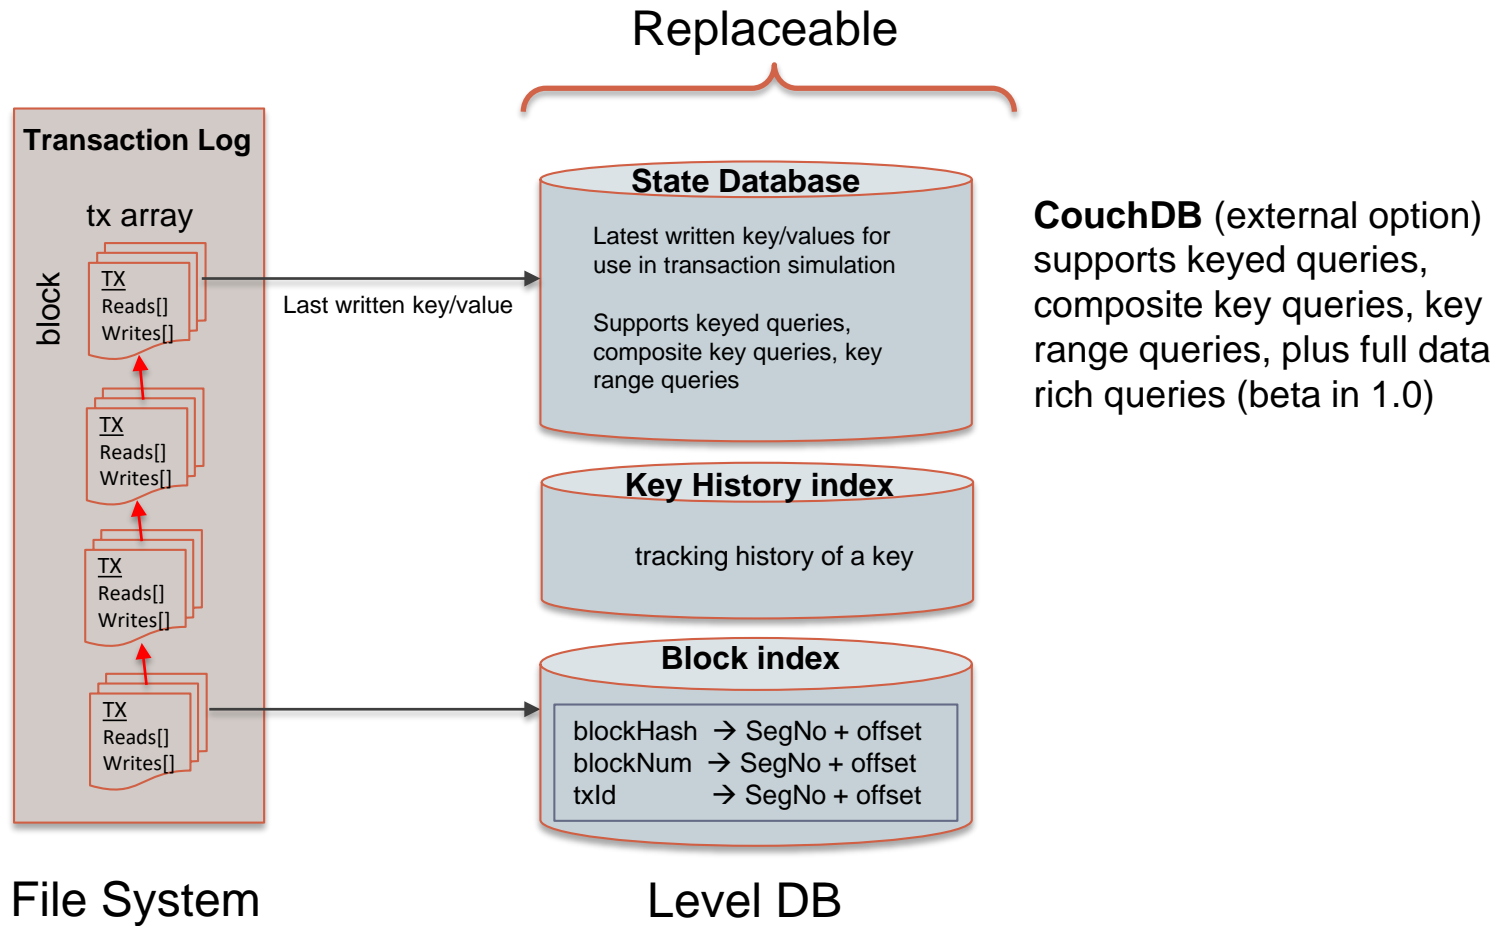 Replaceable
Transaction Log
tx array
block
TX
Reads[]
Writes[]
TX
Reads[]
Writes[]
TX
Reads[]
Writes[]
TX
Reads[]
Writes[]
File System
Last written key/value
State Database
Latest written key/values for
use in transaction simulation
Supports keyed queries,
composite key queries, key
range queries
Key History index
tracking history of a key
Block index
blockHash → SegNo + offset
blockNum → SegNo + offset
txId → SegNo + offset
Level DB
CouchDB (external option)
supports keyed queries,
composite key queries, key
range queries, plus full data
rich queries (beta in 1.0)